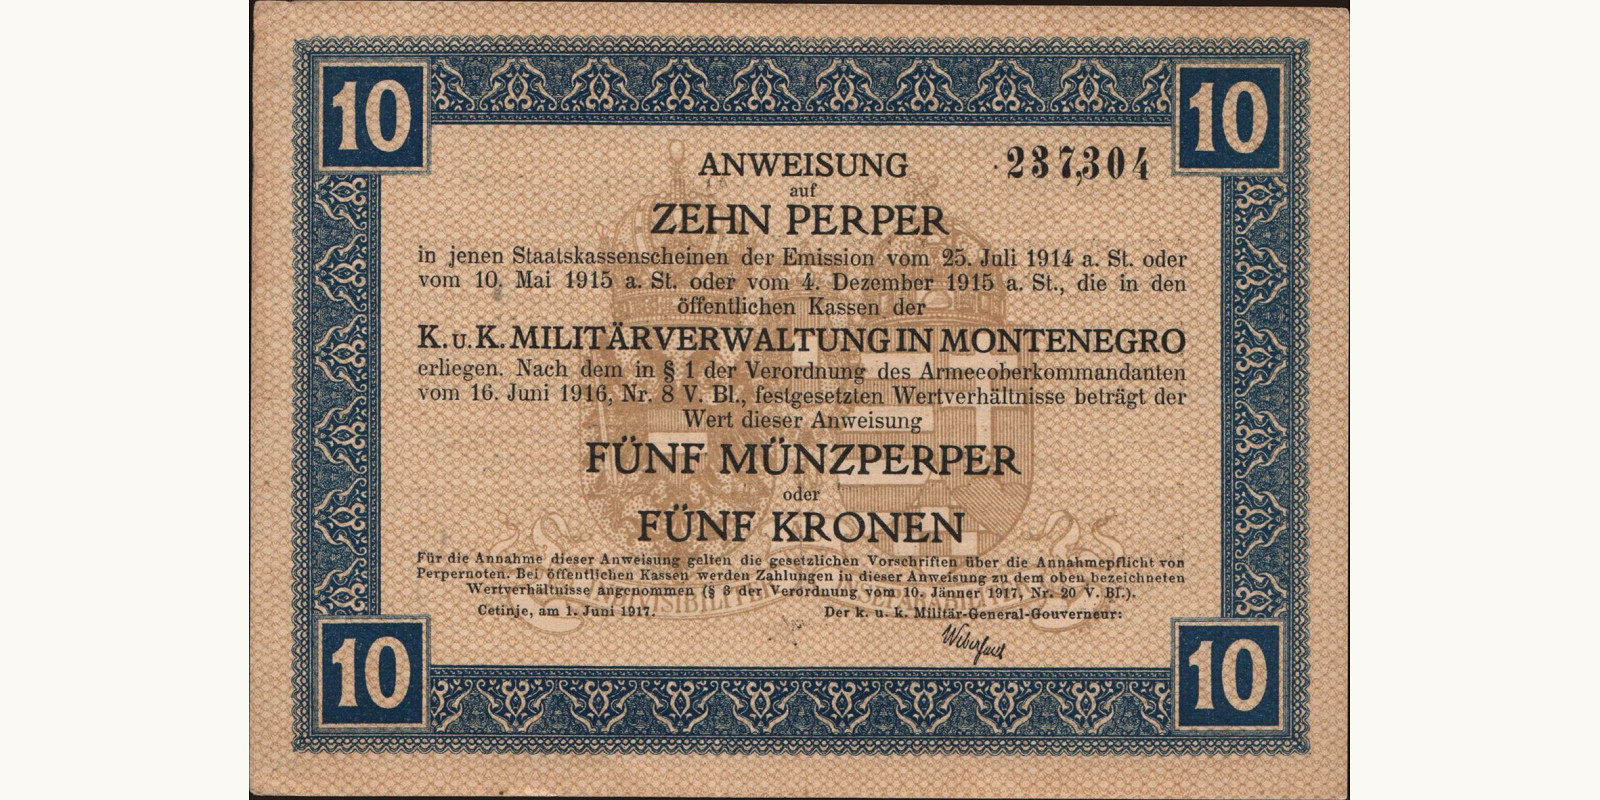 10 10
ANWEISUNG 237,304
auf
ZEHN PERPER
in jenen Staatskassenscheinen der Emission vom 25. Juli 1914 a. St. oder
vom 10. Mai 1915 a. St. oder vom 4. Dezember 1915 a. St., die in den
öffentlichen Kassen der
K. u. K. MILITÄRVERWALTUNG IN MONTENEGRO
erliegen. Nach dem in § 1 der Verordnung des Armeeoberkommandanten
vom 16. Juni 1916, Nr. 8 V. Bl., festgesetzten Wertverhältnisse beträgt der
Wert dieser Anweisung
FÜNF MÜNZPERPER
oder
FÜNF KRONEN
Für die Annahme dieser Anweisung gelten die gesetzlichen Vorschriften über die Annahmepflicht von
Perpernoten. Bei öffentlichen Kassen werden Zahlungen in dieser Anweisung zu dem oben bezeichneten
Wertverhältnisse angenommen (§ 3 der Verordnung vom 10. Jänner 1917, Nr. 20 V. Bl.).
Cetinje, am 1. Juni 1917. Der k. u. k. Militär-General-Gouverneur:
10 10